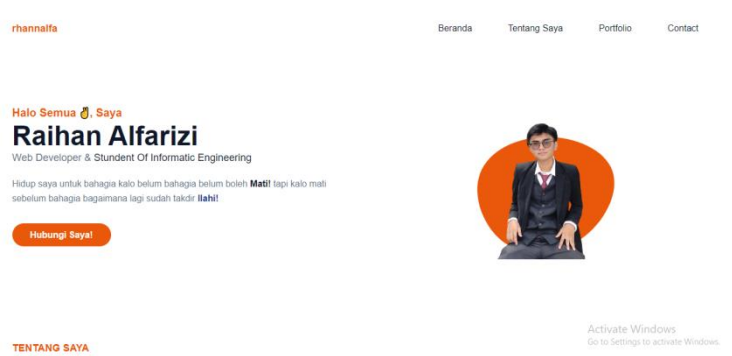 rhannalfa
Beranda Tentang Saya Portfolio Contact
Halo Semua ✌, Saya
Raihan Alfarizi
Web Developer & Stundent Of Informatic Engineering
Hidup saya untuk bahagia kalo belum bahagia belum boleh Mati! tapi kalo mati
sebelum bahagia bagaimana lagi sudah takdir Ilahi!
Hubungi Saya!
Activate Windows
Go to Settings to activate Windows.
TENTANG SAYA